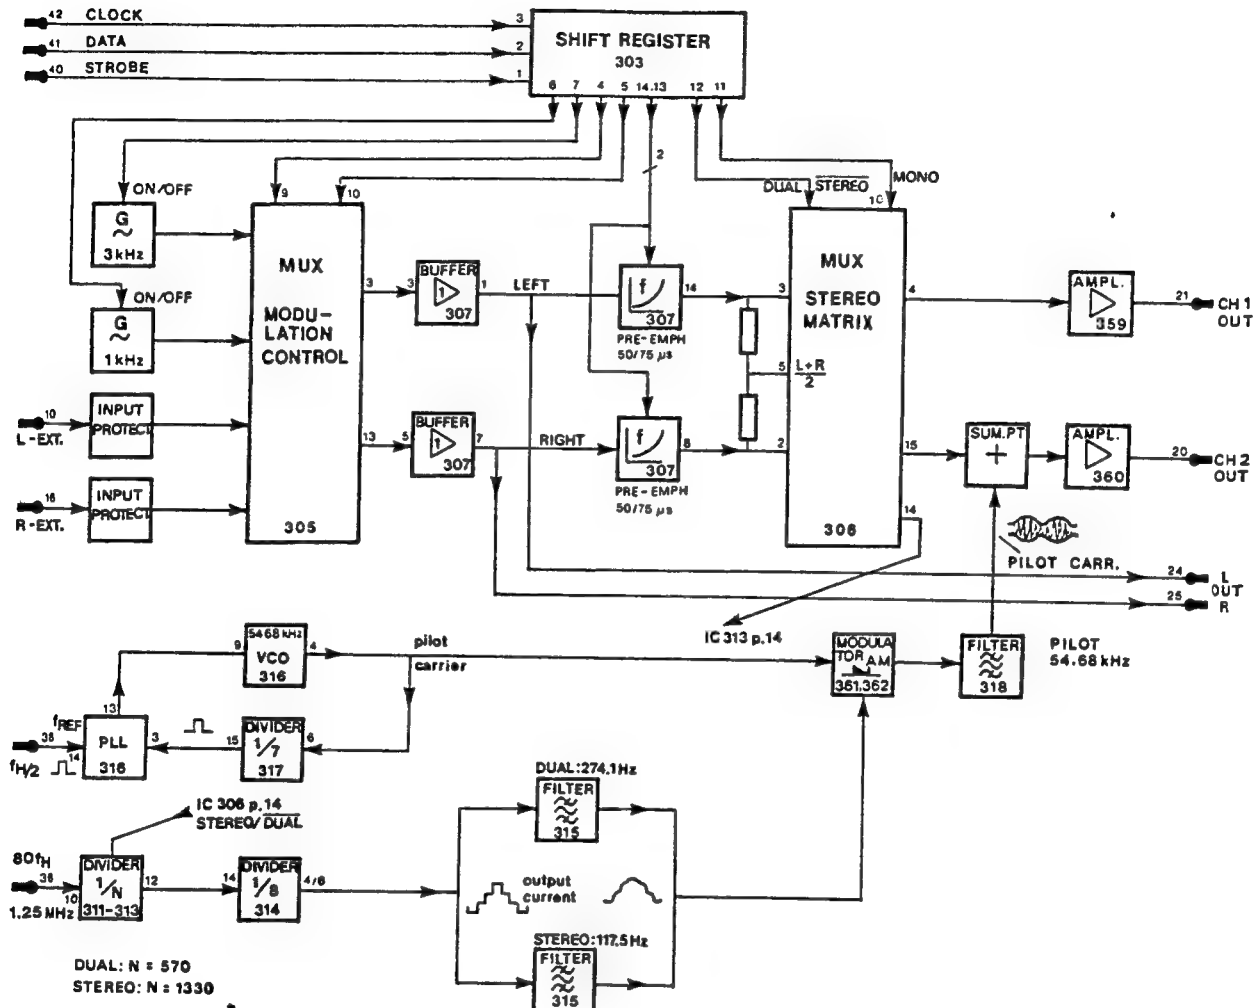 42 CLOCK 3
41 DATA 2
40 STROBE 1
SHIFT REGISTER
303
6 7 4 5 14.13 12 11
2
ON/OFF
G
~
3kHz
ON/OFF
G
~
1kHz
10
L-EXT.
INPUT
PROTECT
16
R-EXT.
INPUT
PROTECT
9 10
MUX
MODU-
LATION
CONTROL
305
3
13
3 BUFFER 1
1
307
5 BUFFER 7
1
307
LEFT
RIGHT
f
307
14
PRE-EMPH
50/75 µs
f
307
8
PRE-EMPH
50/75 µs
DUAL STEREO MONO
10
MUX
STEREO
MATRIX
306
3
5 L+R
2
2
4
15
14
AMPL.
359
21 CH 1
OUT
SUM.PT
+
AMPL.
360
20 CH 2
OUT
PILOT CARR.
24 L
OUT
25 R
IC 313 p.14
9
54.68 kHz
VCO
316
4
pilot
carrier
MODULA
TOR AM
361,362
FILTER
318
PILOT
54.68 kHz
fREF
38
fH/2
14
13
PLL
316
3
15
DIVIDER
1/7
317
6
IC 306 p.14
STEREO/DUAL
80fH
36
1.25 MHz
10
DIVIDER
1/N
311-313
12
14
DIVIDER
1/8
314
4/6
DUAL:274.1Hz
FILTER
315
output
current
STEREO:117.5Hz
FILTER
315
DUAL: N = 570
STEREO: N = 1330